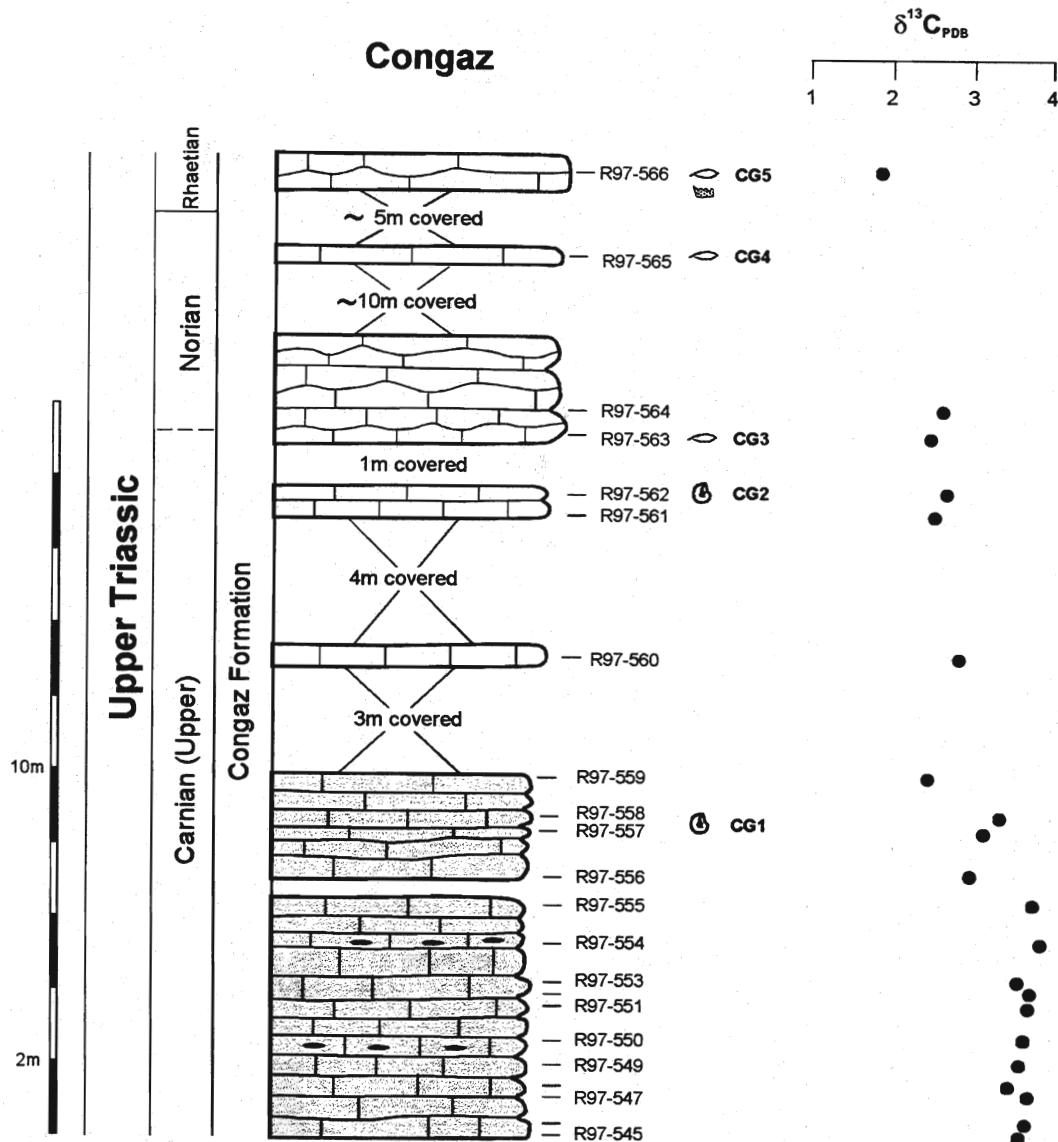 Congaz
δ13CPDB
1 2 3 4
Upper Triassic
Rhaetian
Norian
Carnian (Upper)
Congaz Formation
10m
2m
R97-566 CG5
~ 5m covered
R97-565 CG4
~10m covered
R97-564
R97-563 CG3
1m covered
R97-562 CG2
R97-561
4m covered
R97-560
3m covered
R97-559
R97-558
R97-557 CG1
R97-556
R97-555
R97-554
R97-553
R97-551
R97-550
R97-549
R97-547
R97-545